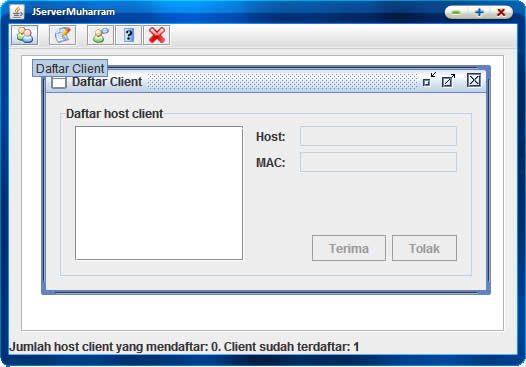 JServerMuharram
Daftar Client
Daftar Client
Daftar host client
Host:
MAC:
Terima
Tolak
Jumlah host client yang mendaftar: 0. Client sudah terdaftar: 1